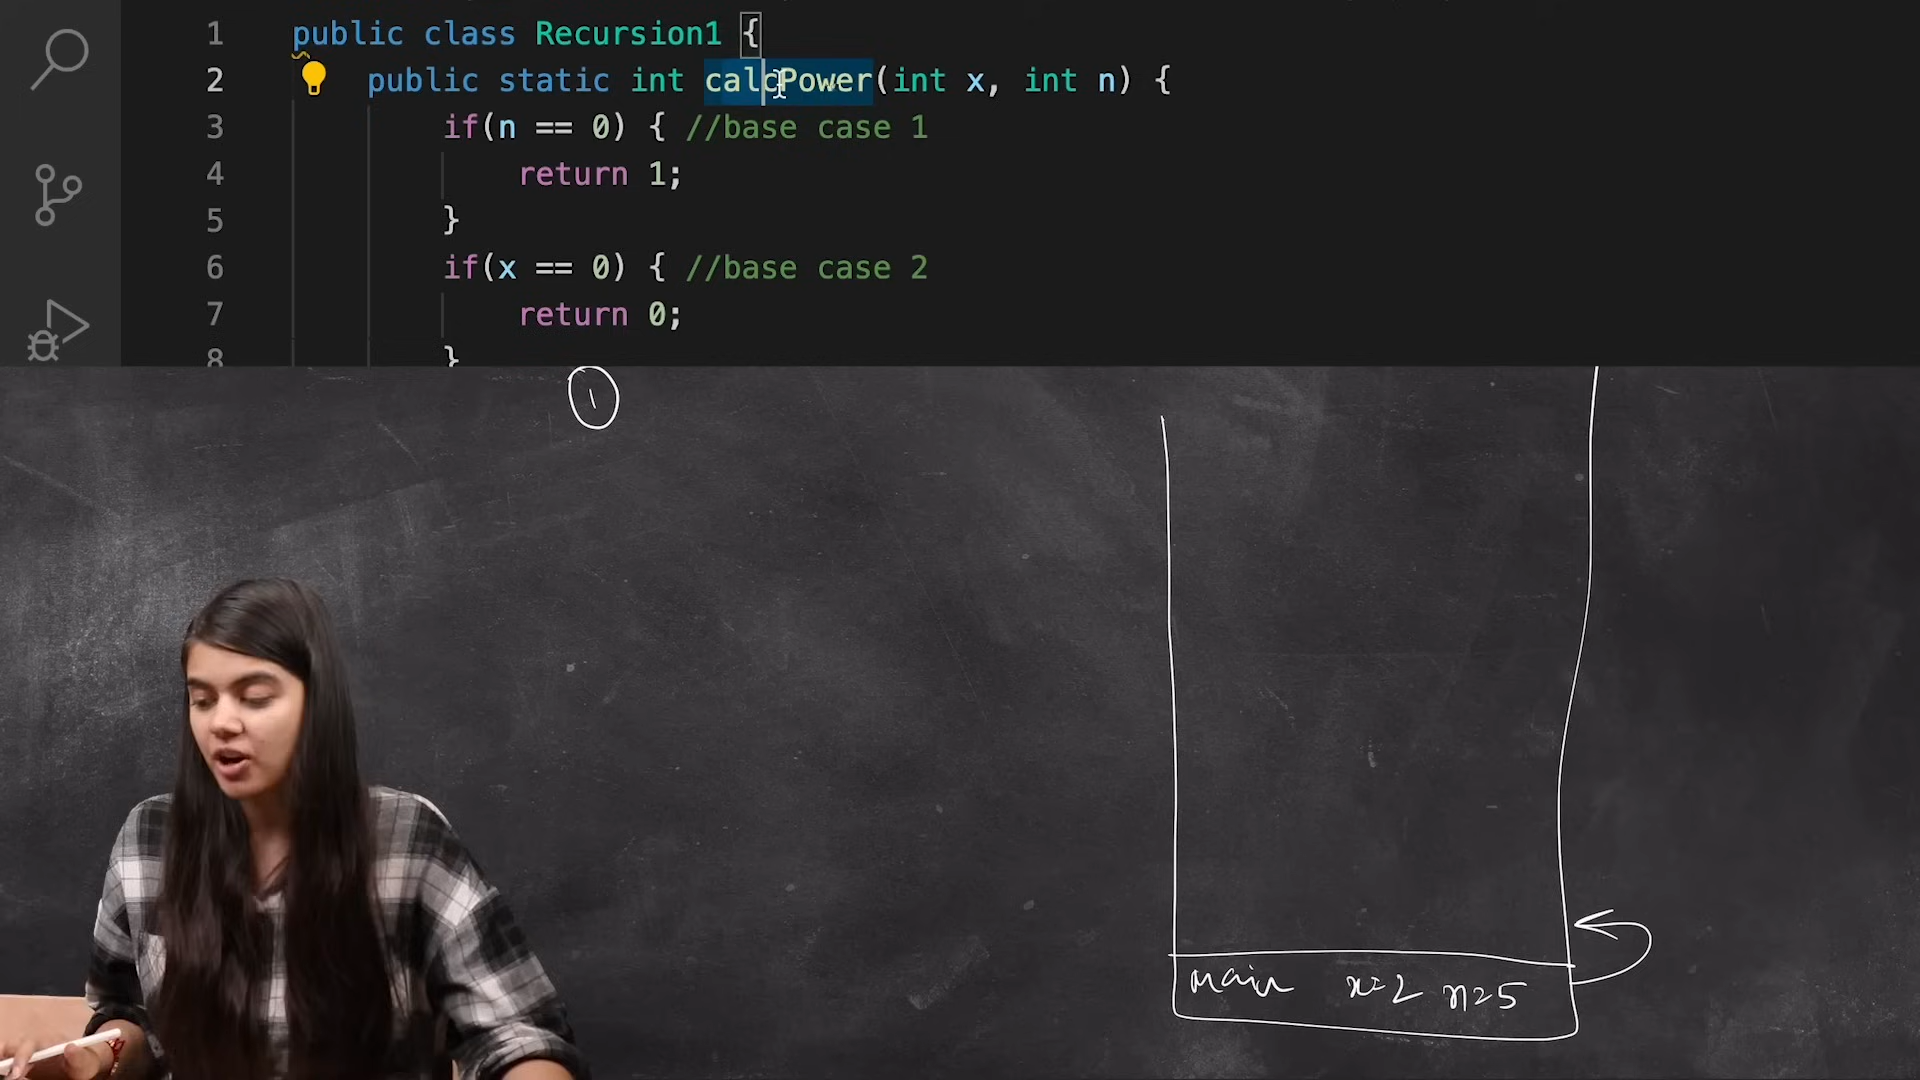 1 public class Recursion1 {
2 public static int calcPower(int x, int n) {
3 if(n == 0) { //base case 1
4 return 1;
5 }
6 if(x == 0) { //base case 2
7 return 0;
8 }
1
main x=2 n=5